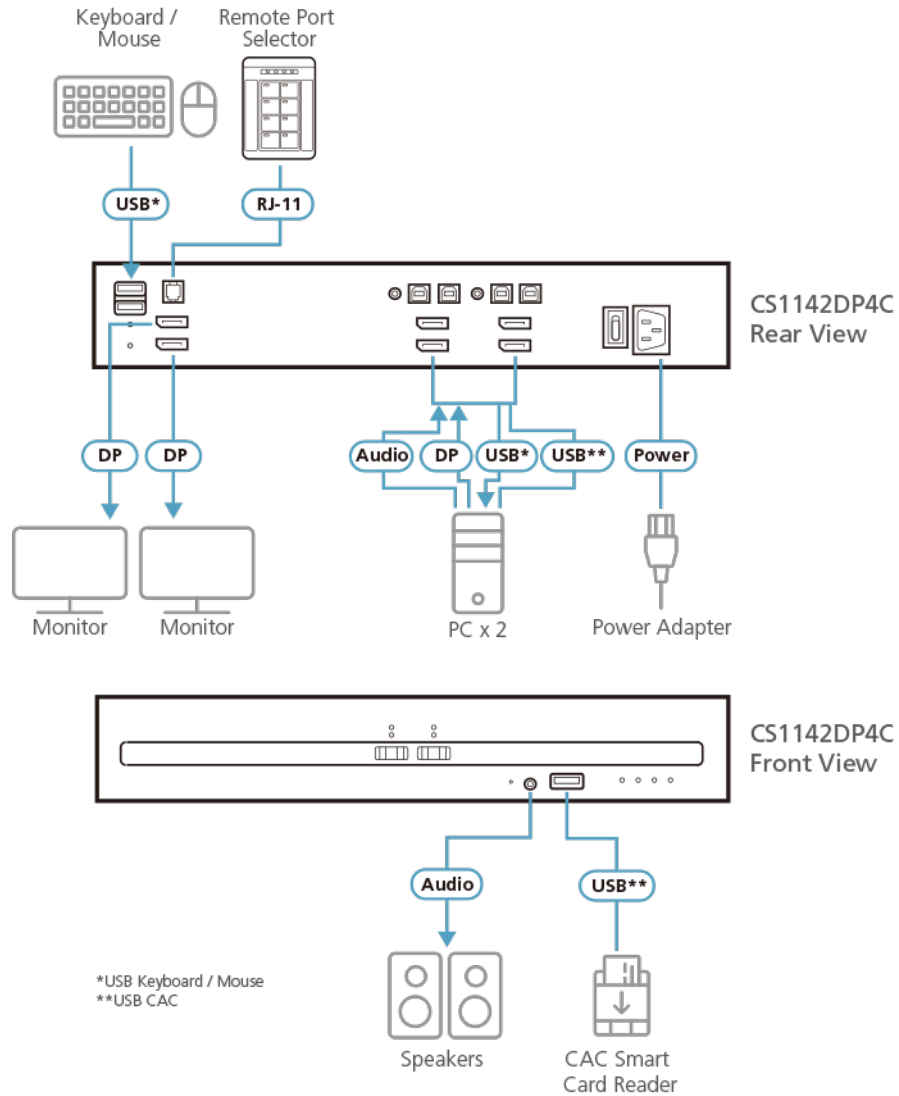 Keyboard /
Mouse
Remote Port
Selector
USB*
RJ-11
CS1142DP4C
Rear View
DP
DP
Audio
DP
USB*
USB**
Power
Monitor
Monitor
PC x 2
Power Adapter
CS1142DP4C
Front View
Audio
USB**
*USB Keyboard / Mouse
**USB CAC
Speakers
CAC Smart
Card Reader